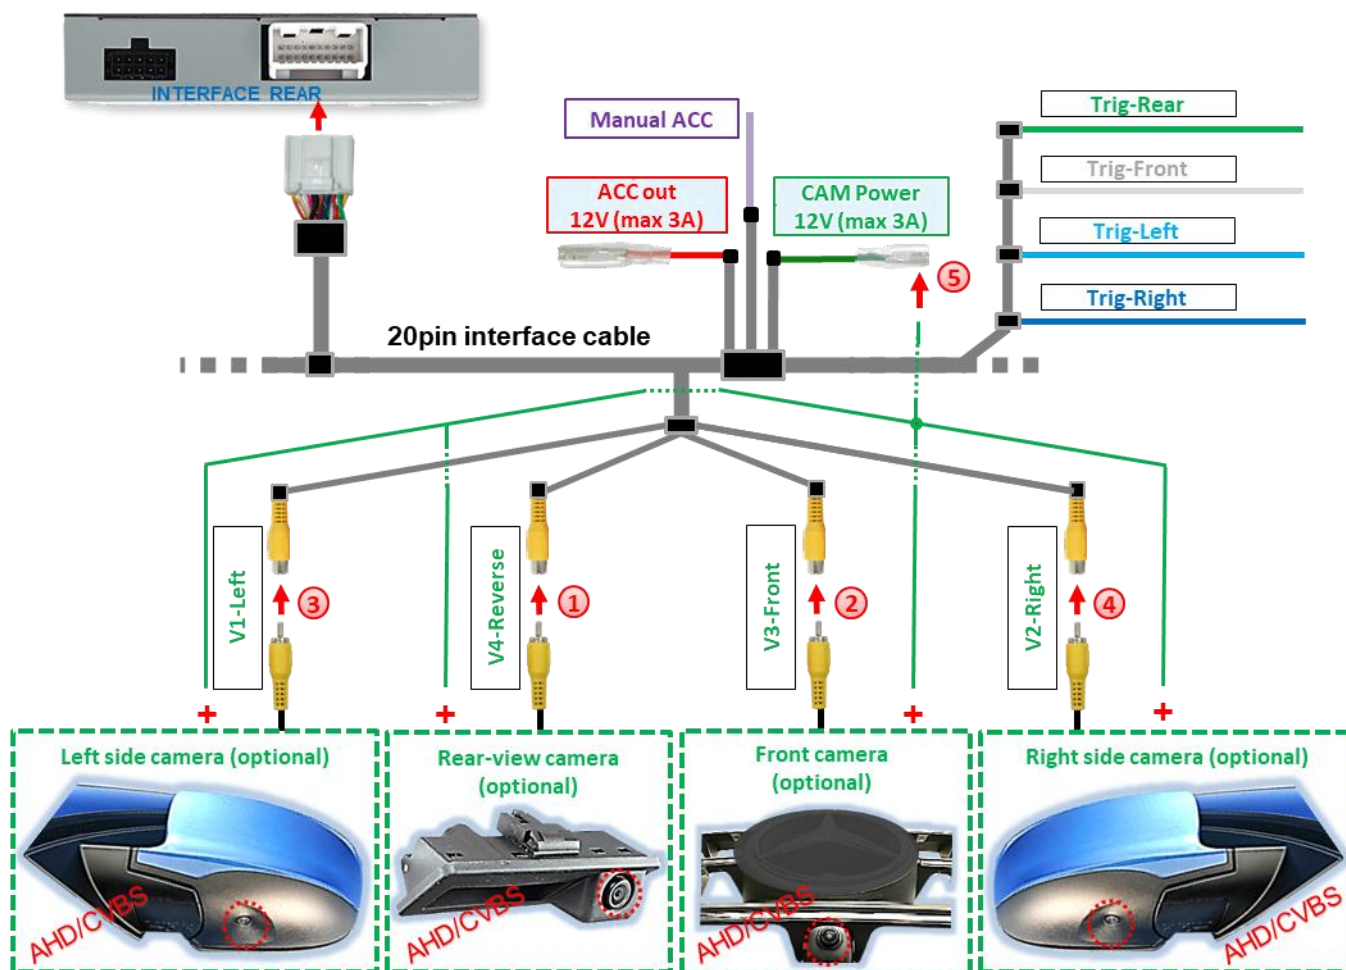 INTERFACE REAR
Manual ACC
ACC out
12V (max 3A)
CAM Power
12V (max 3A)
Trig-Rear
Trig-Front
Trig-Left
Trig-Right
5
20pin interface cable
V1-Left
3
V4-Reverse
1
V3-Front
2
V2-Right
4
+
+
+
+
Left side camera (optional)
AHD/CVBS
Rear-view camera
(optional)
AHD/CVBS
Front camera
(optional)
AHD/CVBS
Right side camera (optional)
AHD/CVBS